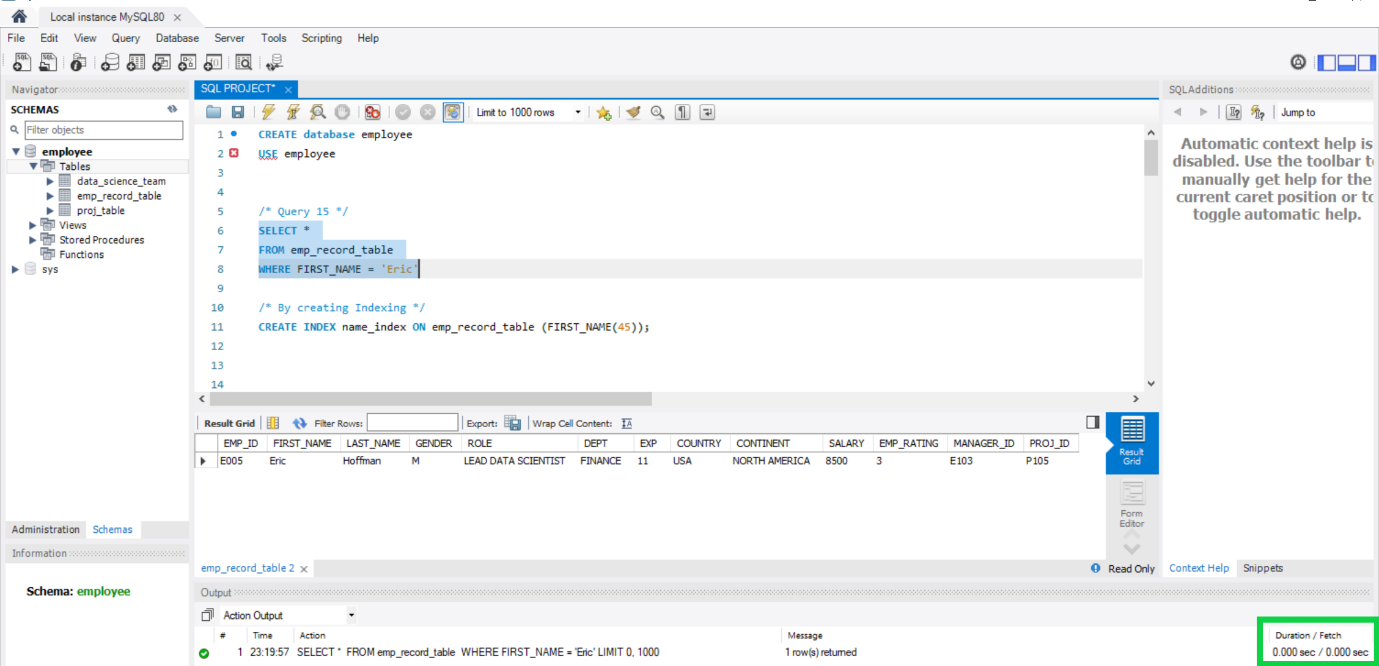 Local instance MySQL80 ×
File Edit View Query Database Server Tools Scripting Help
Navigator
SCHEMAS
Filter objects
employee
Tables
data_science_team
emp_record_table
proj_table
Views
Stored Procedures
Functions
sys
Administration Schemas
Information
Schema: employee
SQL PROJECT* ×
Limit to 1000 rows
1 CREATE database employee
2 USE employee
3
4
5 /* Query 15 */
6 SELECT *
7 FROM emp_record_table
8 WHERE FIRST_NAME = 'Eric'
9
10 /* By creating Indexing */
11 CREATE INDEX name_index ON emp_record_table (FIRST_NAME(45));
12
13
14
Result Grid Filter Rows: Export: Wrap Cell Content:
EMP_ID FIRST_NAME LAST_NAME GENDER ROLE DEPT EXP COUNTRY CONTINENT SALARY EMP_RATING MANAGER_ID PROJ_ID
E005 Eric Hoffman M LEAD DATA SCIENTIST FINANCE 11 USA NORTH AMERICA 8500 3 E103 P105
Result
Grid
Form
Editor
emp_record_table 2 ×
Read Only
Output
Action Output
# Time Action Message Duration / Fetch
1 23:19:57 SELECT * FROM emp_record_table WHERE FIRST_NAME = 'Eric' LIMIT 0, 1000 1 row(s) returned 0.000 sec / 0.000 sec
SQLAdditions
Jump to
Automatic context help is
disabled. Use the toolbar t
manually get help for the
current caret position or to
toggle automatic help.
Context Help Snippets